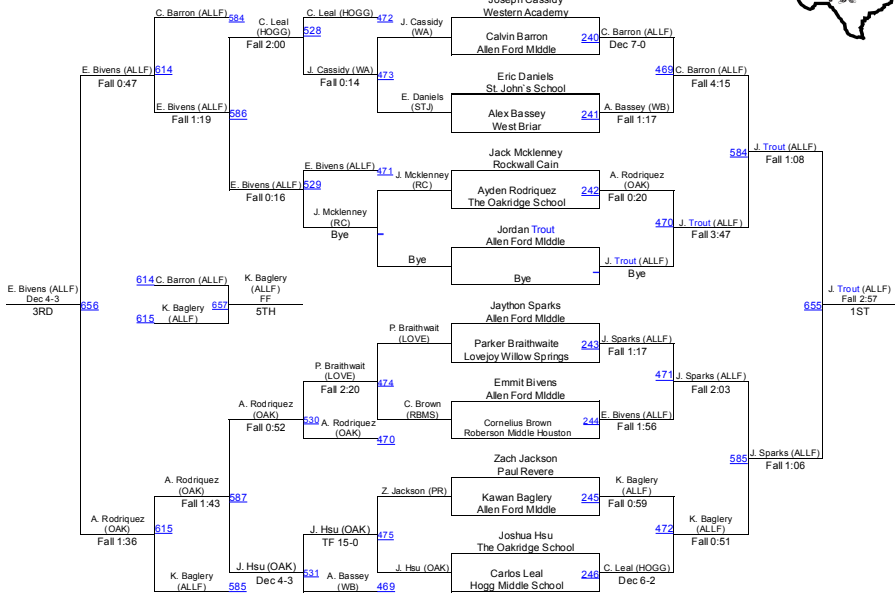 Joseph Cassidy
Western Academy
C. Barron (ALLF)
584
C. Leal (HOGG)
472
C. Leal
(HOGG)
Fall 2:00
528
J. Cassidy
(WA)
Calvin Barron
Allen Ford MIddle
240
C. Barron (ALLF)
Dec 7-0
E. Bivens (ALLF)
Fall 0:47
614
J. Cassidy (WA)
Fall 0:14
473
469
C. Barron (ALLF)
Fall 4:15
Eric Daniels
St. John`s School
E. Bivens (ALLF)
Fall 1:19
586
E. Daniels
(STJ)
Alex Bassey
West Briar
241
A. Bassey (WB)
Fall 1:17
Jack Mcklenney
Rockwall Cain
584
J. Trout (ALLF)
Fall 1:08
E. Bivens (ALLF)
471
E. Bivens (ALLF)
Fall 0:16
529
J. Mcklenney
(RC)
Ayden Rodriquez
The Oakridge School
242
A. Rodriquez
(OAK)
Fall 0:20
J. Mcklenney
(RC)
Bye
470
J. Trout (ALLF)
Fall 3:47
Jordan Trout
Allen Ford MIddle
Bye
Bye
J. Trout (ALLF)
Bye
614
C. Barron (ALLF)
K. Baglery
(ALLF)
FF
5TH
657
615
K. Baglery
(ALLF)
E. Bivens (ALLF)
Dec 4-3
3RD
656
655
J. Trout (ALLF)
Fall 2:57
1ST
Jaython Sparks
Allen Ford MIddle
P. Braithwait
(LOVE)
Parker Braithwaite
Lovejoy Willow Springs
243
J. Sparks (ALLF)
Fall 1:17
P. Braithwait
(LOVE)
Fall 2:20
474
471
J. Sparks (ALLF)
Fall 2:03
Emmit Bivens
Allen Ford MIddle
A. Rodriquez
(OAK)
Fall 0:52
530
A. Rodriquez
(OAK)
470
C. Brown
(RBMS)
Cornelius Brown
Roberson Middle Houston
244
E. Bivens (ALLF)
Fall 1:56
585
J. Sparks (ALLF)
Fall 1:06
Zach Jackson
Paul Revere
A. Rodriquez
(OAK)
Fall 1:43
587
Z. Jackson (PR)
Kawan Baglery
Allen Ford MIddle
245
K. Baglery
(ALLF)
Fall 0:59
A. Rodriquez
(OAK)
Fall 1:36
615
J. Hsu (OAK)
TF 15-0
475
472
K. Baglery
(ALLF)
Fall 0:51
Joshua Hsu
The Oakridge School
K. Baglery
(ALLF)
585
J. Hsu (OAK)
Dec 4-3
531
A. Bassey
(WB)
469
J. Hsu (OAK)
Carlos Leal
Hogg Middle School
246
C. Leal (HOGG)
Dec 6-2